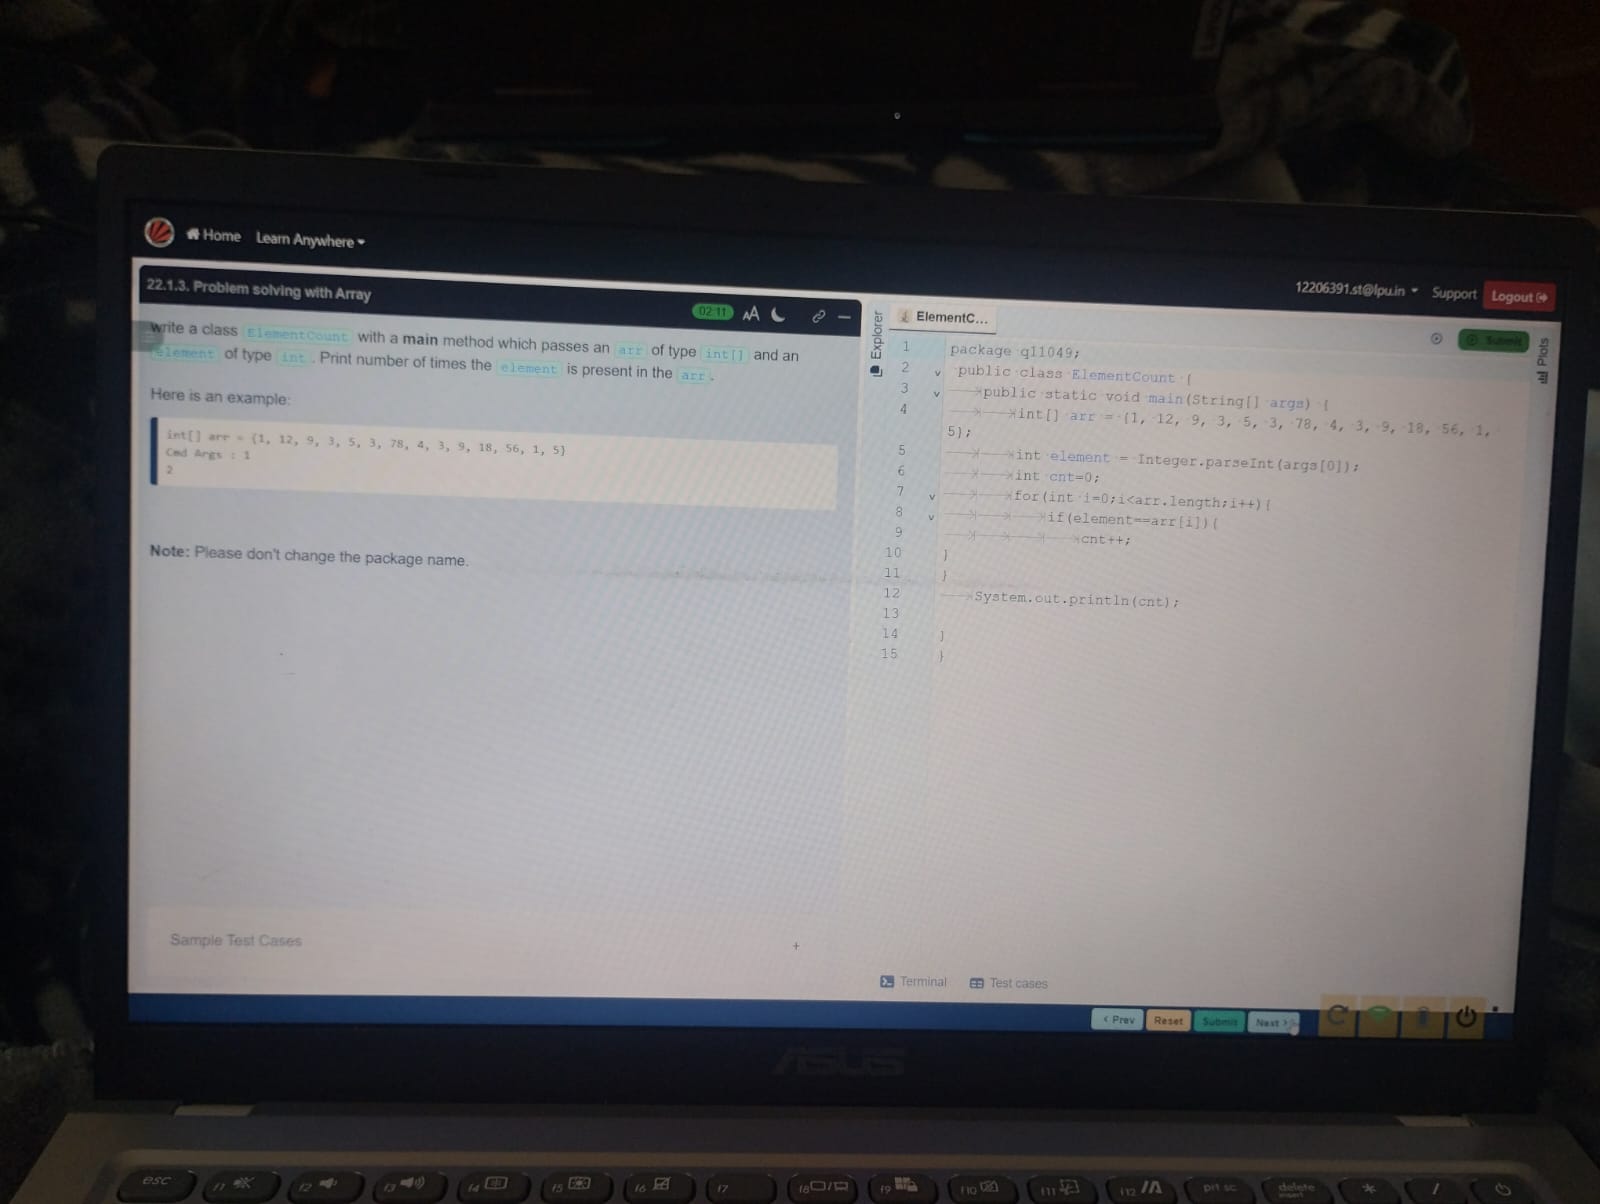 Lenovo
Home Learn Anywhere
12206391.st@lpu.in Support Logout
22.1.3. Problem solving with Array
02:11 AA
Write a class ElementCount with a main method which passes an arr of type int[] and an
element of type int. Print number of times the element is present in the arr.
Here is an example:
int[] arr = {1, 12, 9, 3, 5, 3, 78, 4, 3, 9, 18, 56, 1, 5}
Cmd Args : 1
2
Note: Please don't change the package name.
Sample Test Cases
+
Explorer
ElementC...
Submit
Plots
1 package q11049;
2 public class ElementCount {
3 public static void main(String[] args) {
4 int[] arr = {1, 12, 9, 3, 5, 3, 78, 4, 3, 9, 18, 56, 1,
5};
5 int element = Integer.parseInt(args[0]);
6 int cnt=0;
7 for(int i=0;i<arr.length;i++){
8 if(element==arr[i]){
9 cnt++;
10 }
11 }
12 System.out.println(cnt);
13
14 }
15 }
Terminal Test cases
< Prev Reset Submit Next >
ASUS
esc f1 f2 f3 f4 f5 f6 f7 f8 f9 f10 f11 f12 prt sc delete
insert * /